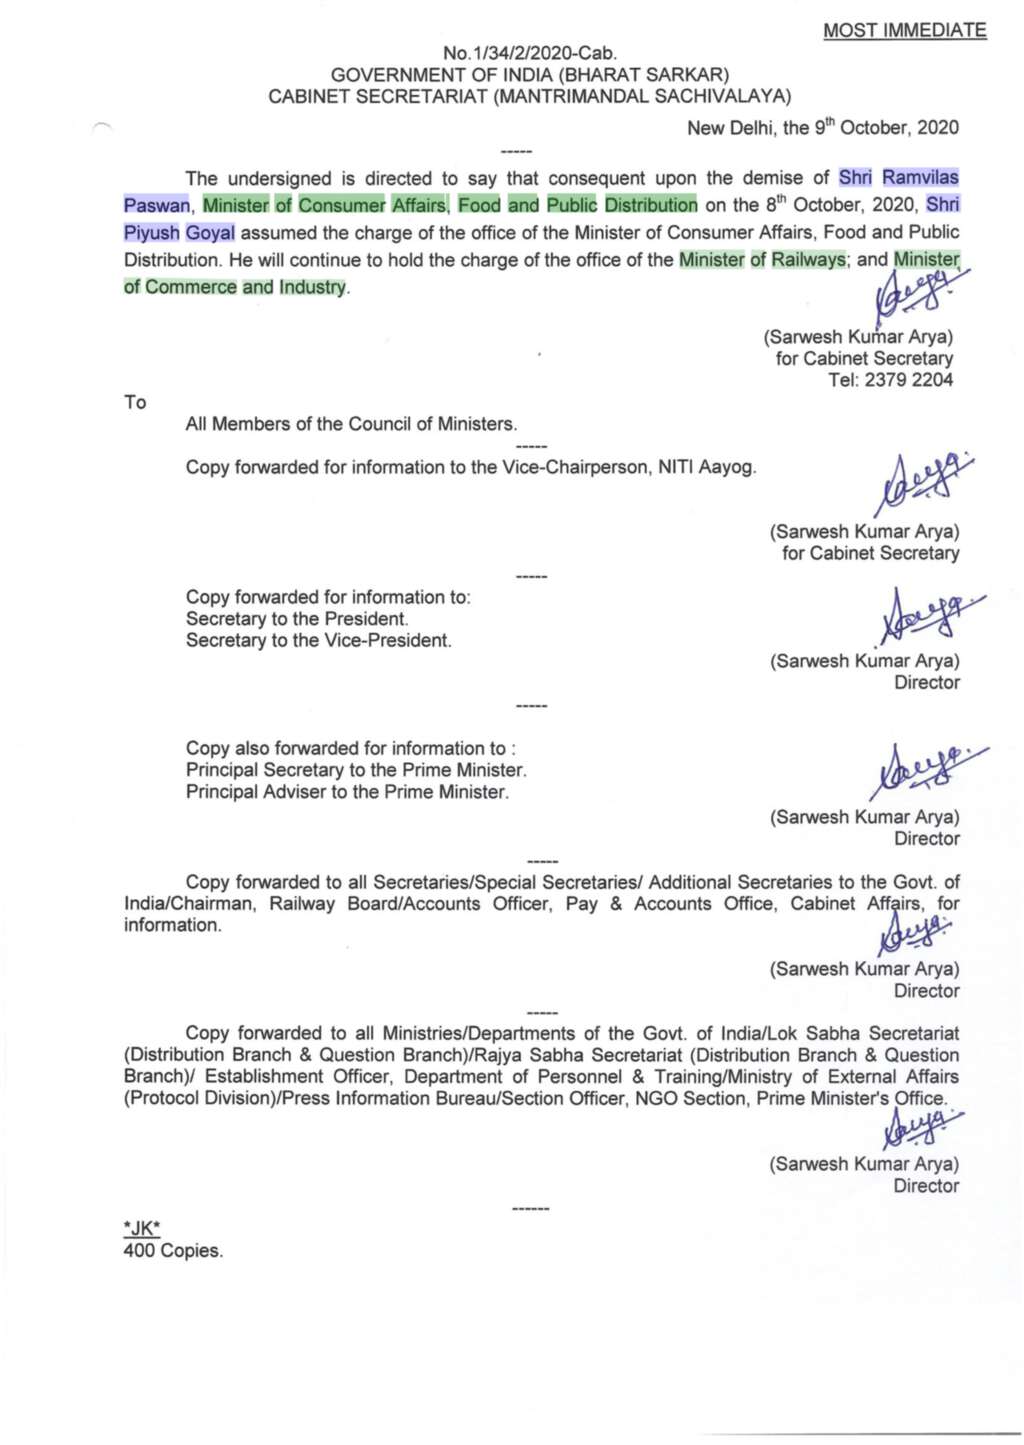 MOST IMMEDIATE
No.1/34/2/2020-Cab.
GOVERNMENT OF INDIA (BHARAT SARKAR)
CABINET SECRETARIAT (MANTRIMANDAL SACHIVALAYA)
New Delhi, the 9th October, 2020
-----
The undersigned is directed to say that consequent upon the demise of Shri Ramvilas
Paswan, Minister of Consumer Affairs, Food and Public Distribution on the 8th October, 2020, Shri
Piyush Goyal assumed the charge of the office of the Minister of Consumer Affairs, Food and Public
Distribution. He will continue to hold the charge of the office of the Minister of Railways; and Minister
of Commerce and Industry.
(Sarwesh Kumar Arya)
for Cabinet Secretary
Tel: 2379 2204
To
All Members of the Council of Ministers.
-----
Copy forwarded for information to the Vice-Chairperson, NITI Aayog.
(Sarwesh Kumar Arya)
for Cabinet Secretary
-----
Copy forwarded for information to:
Secretary to the President.
Secretary to the Vice-President.
(Sarwesh Kumar Arya)
Director
-----
Copy also forwarded for information to :
Principal Secretary to the Prime Minister.
Principal Adviser to the Prime Minister.
(Sarwesh Kumar Arya)
Director
-----
Copy forwarded to all Secretaries/Special Secretaries/ Additional Secretaries to the Govt. of
India/Chairman, Railway Board/Accounts Officer, Pay & Accounts Office, Cabinet Affairs, for
information.
(Sarwesh Kumar Arya)
Director
-----
Copy forwarded to all Ministries/Departments of the Govt. of India/Lok Sabha Secretariat
(Distribution Branch & Question Branch)/Rajya Sabha Secretariat (Distribution Branch & Question
Branch)/ Establishment Officer, Department of Personnel & Training/Ministry of External Affairs
(Protocol Division)/Press Information Bureau/Section Officer, NGO Section, Prime Minister's Office.
(Sarwesh Kumar Arya)
Director
------
*JK*
400 Copies.